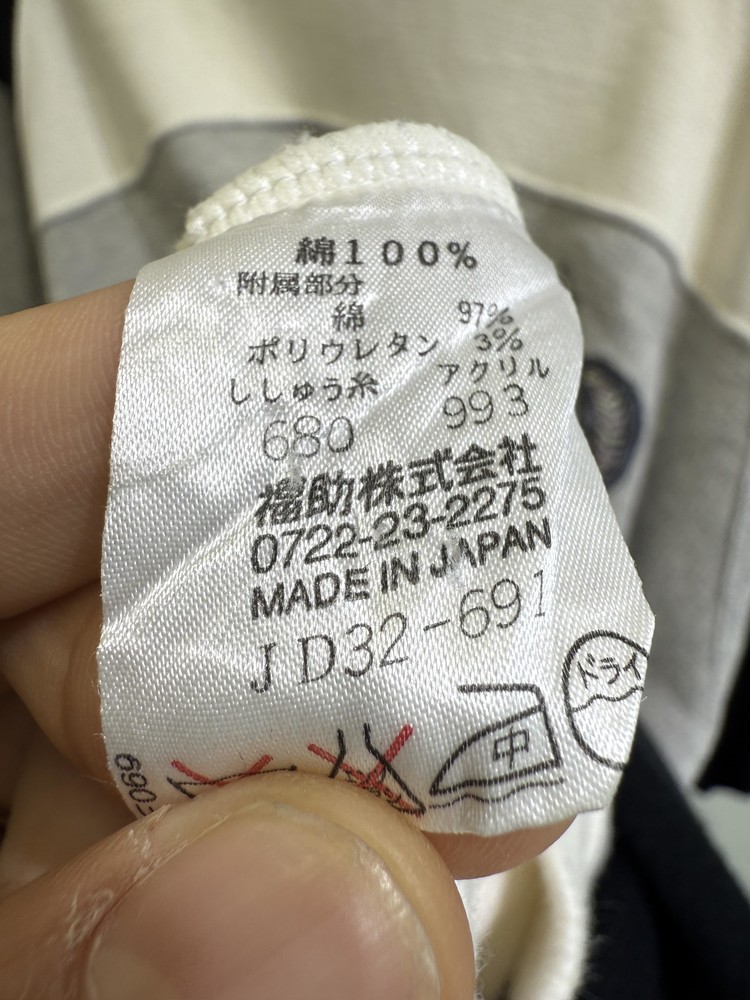 綿100%
附属部分
綿 97%
ポリウレタン 3%
ししゅう糸 アクリル
680 993
福助株式会社
0722-23-2275
MADE IN JAPAN
JD32-691
中
ドライ